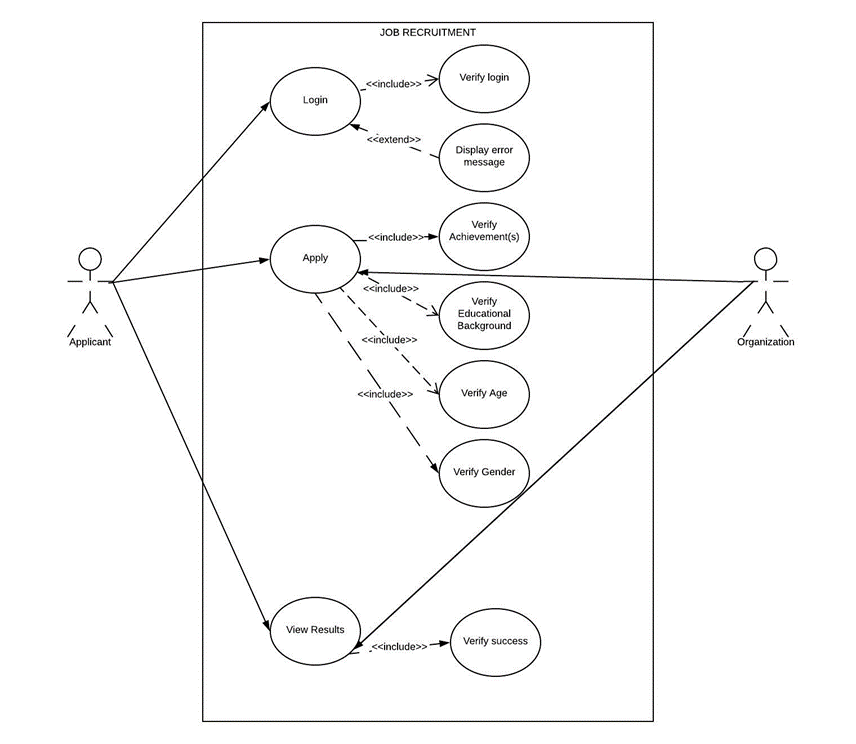 JOB RECRUITMENT
Login
<<include>>
Verify login
<<extend>>
Display error
message
Apply
<<include>>
Verify
Achievement(s)
<<include>>
Verify
Educational
Background
<<include>>
Verify Age
<<include>>
Verify Gender
Applicant
Organization
View Results
<<include>>
Verify success